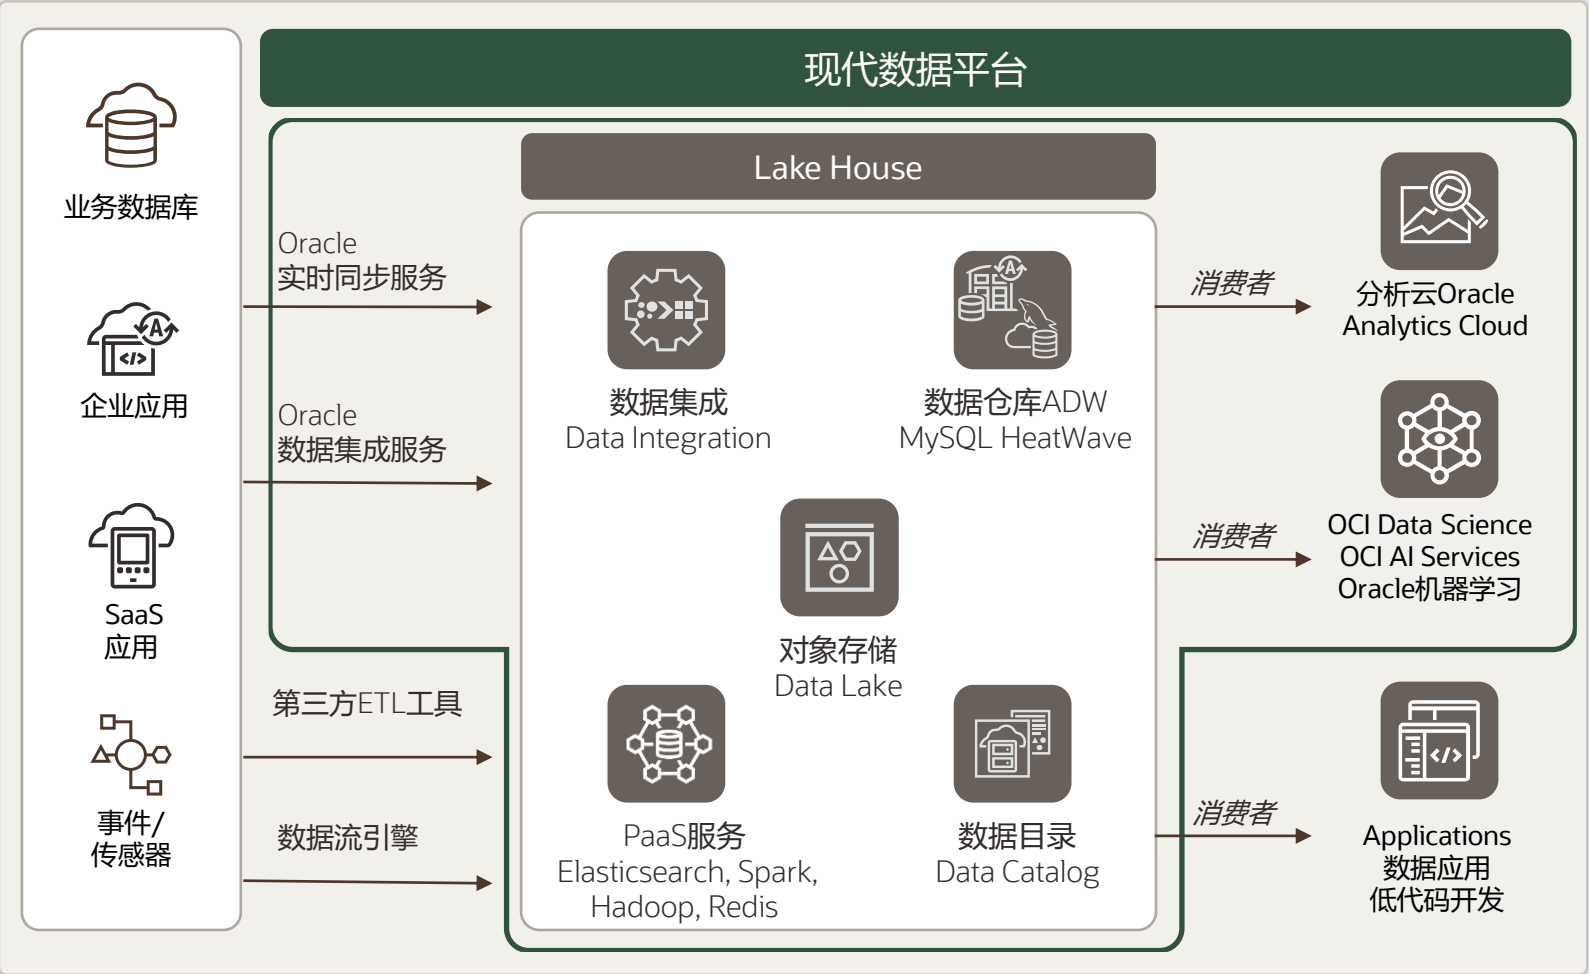 现代数据平台
业务数据库
企业应用
SaaS
应用
事件/
传感器
Oracle
实时同步服务
Oracle
数据集成服务
第三方ETL工具
数据流引擎
Lake House
数据集成
Data Integration
数据仓库ADW
MySQL HeatWave
对象存储
Data Lake
PaaS服务
Elasticsearch, Spark,
Hadoop, Redis
数据目录
Data Catalog
消费者
分析云Oracle
Analytics Cloud
消费者
OCI Data Science
OCI AI Services
Oracle机器学习
消费者
Applications
数据应用
低代码开发